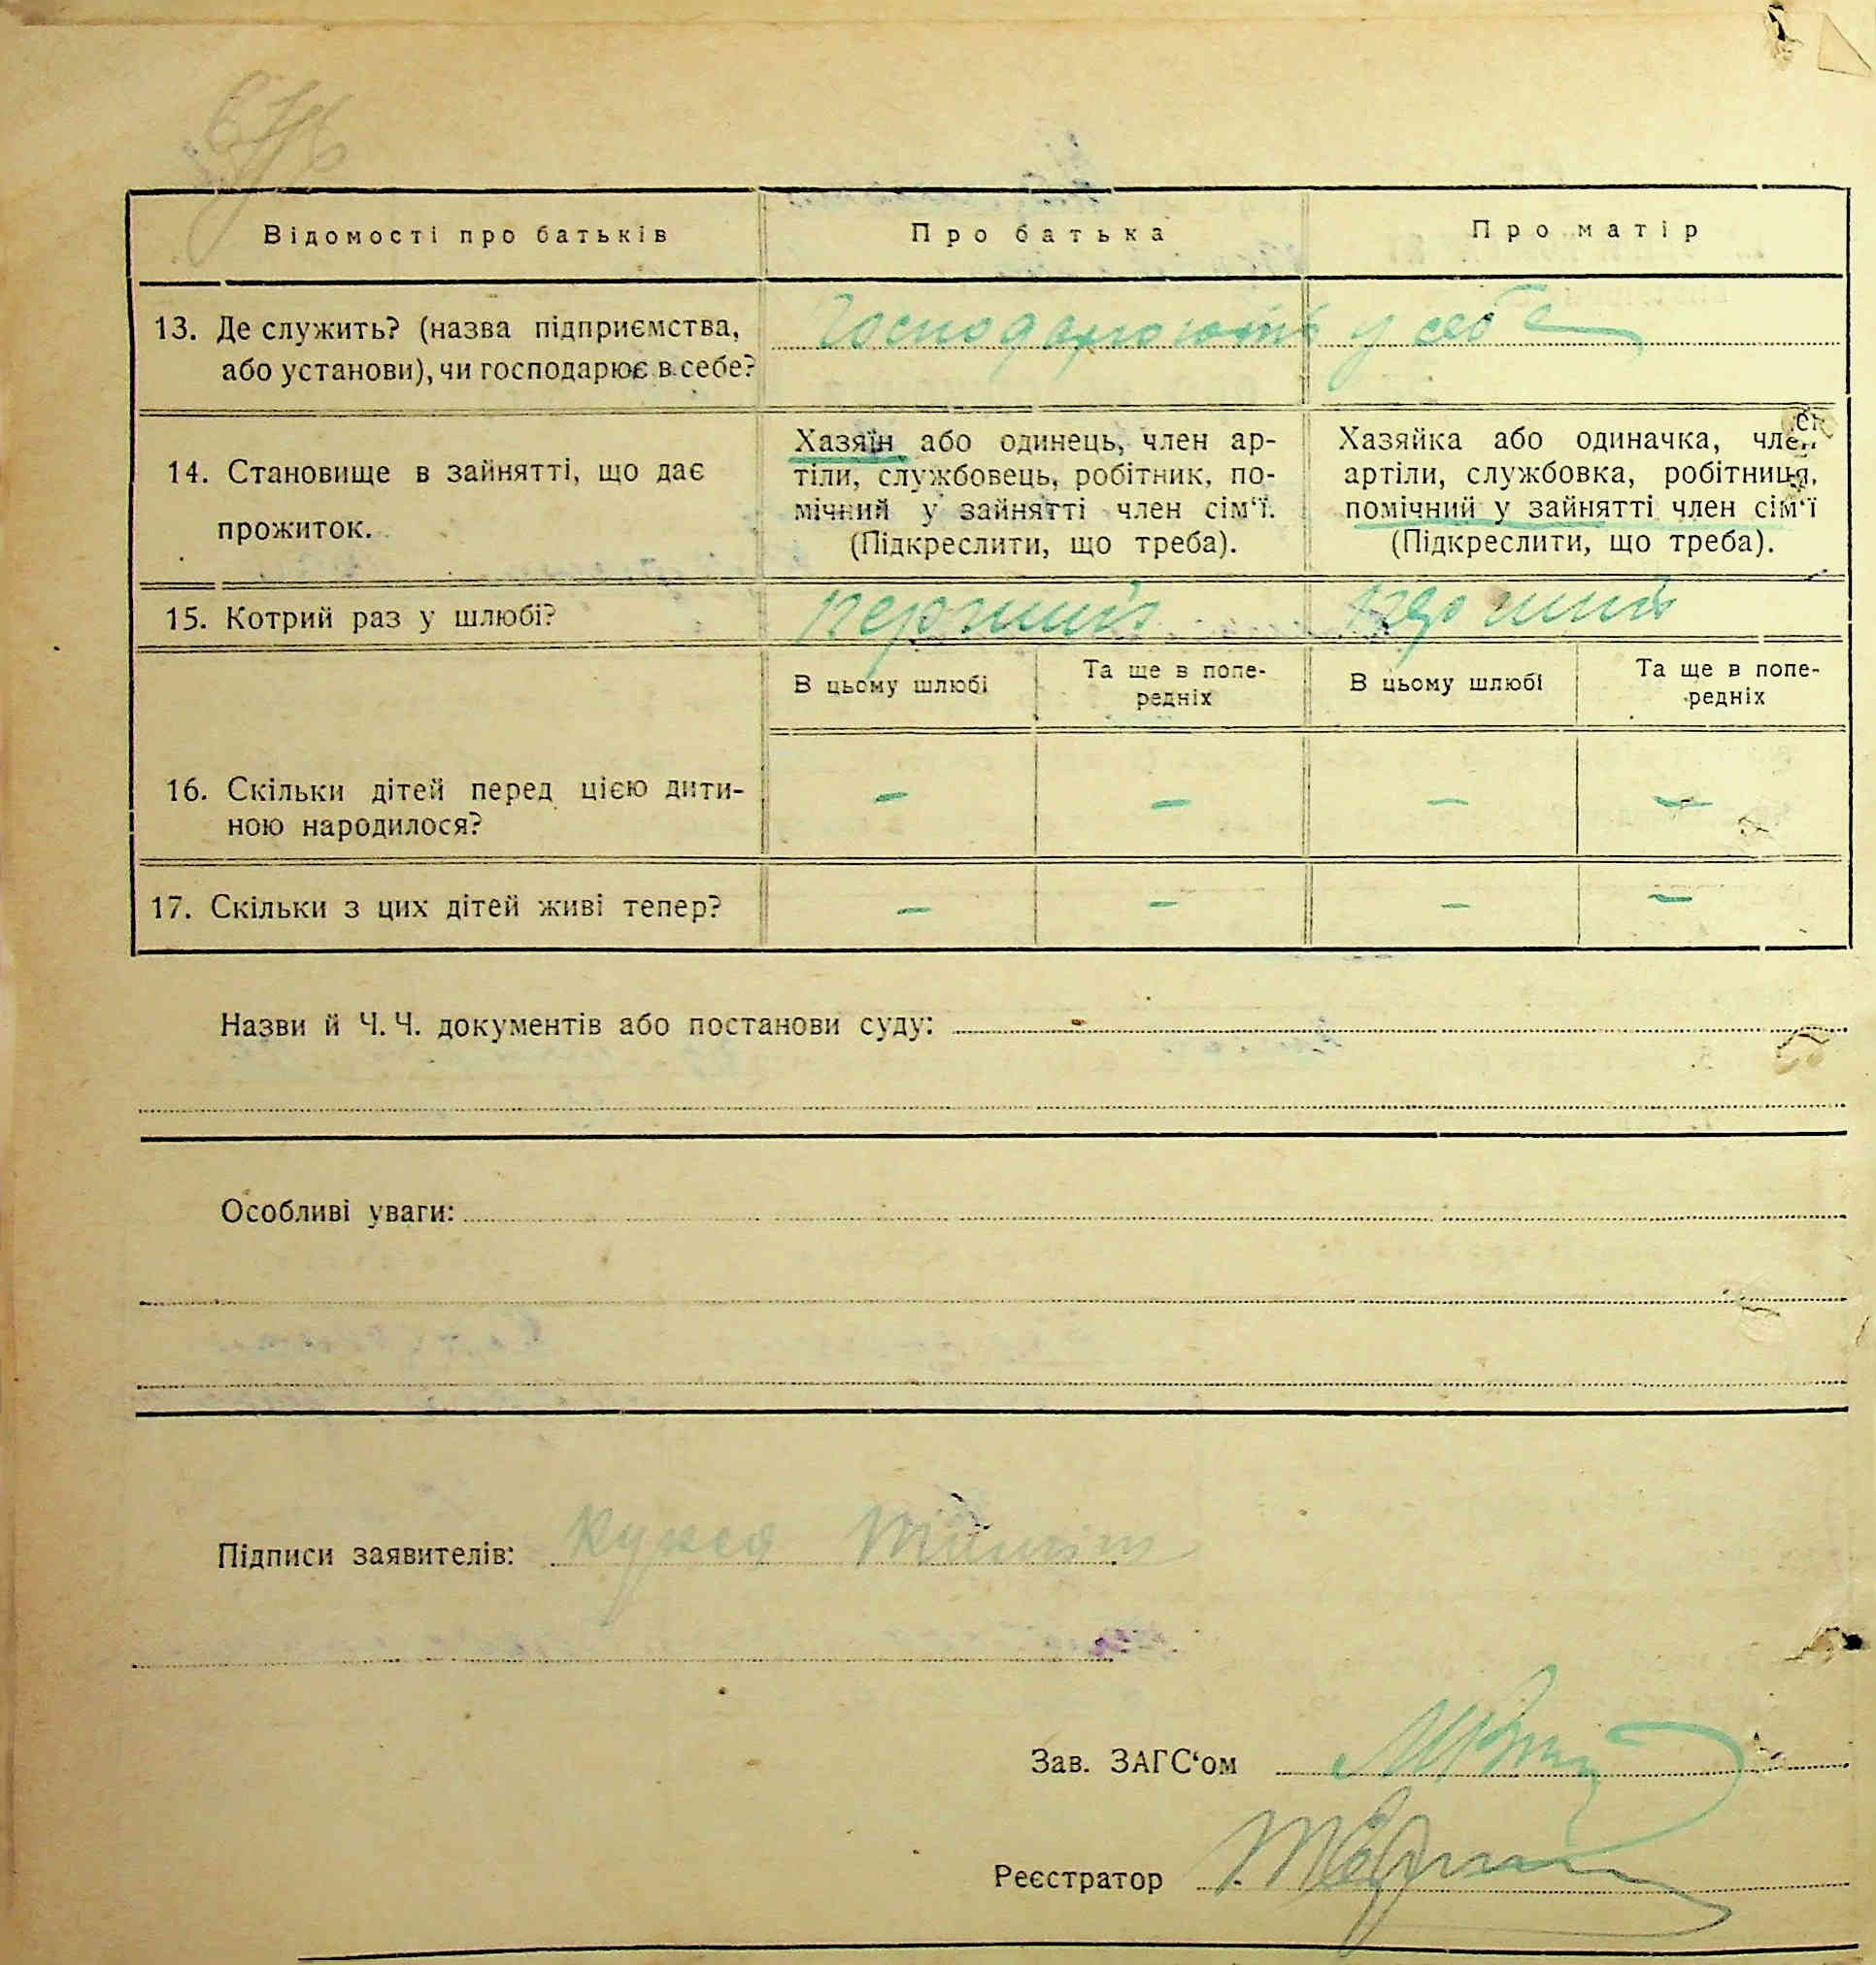 Відомості про батьків
Про батька
Про матір
13. Де служить? (назва підприємства,
або установи), чи господарює в себе?
Господарюють у себе
14. Становище в зайнятті, що дає
прожиток.
Хазяїн або одинець, член ар-
тіли, службовець, робітник, по-
мічний у зайнятті член сім'ї.
(Підкреслити, що треба).
Хазяйка або одиначка, член
артіли, службовка, робітниця,
помічний у зайнятті член сім'ї
(Підкреслити, що треба).
15. Котрий раз у шлюбі?
перший
перший
В цьому шлюбі
Та ще в попе-
редніх
В цьому шлюбі
Та ще в попе-
редніх
16. Скільки дітей перед цією дити-
ною народилося?
– – – –
17. Скільки з цих дітей живі тепер?
– – – –
Назви й Ч. Ч. документів або постанови суду:
Особливі уваги:
Підписи заявителів: Кукса
Зав. ЗАГС'ом
Реєстратор